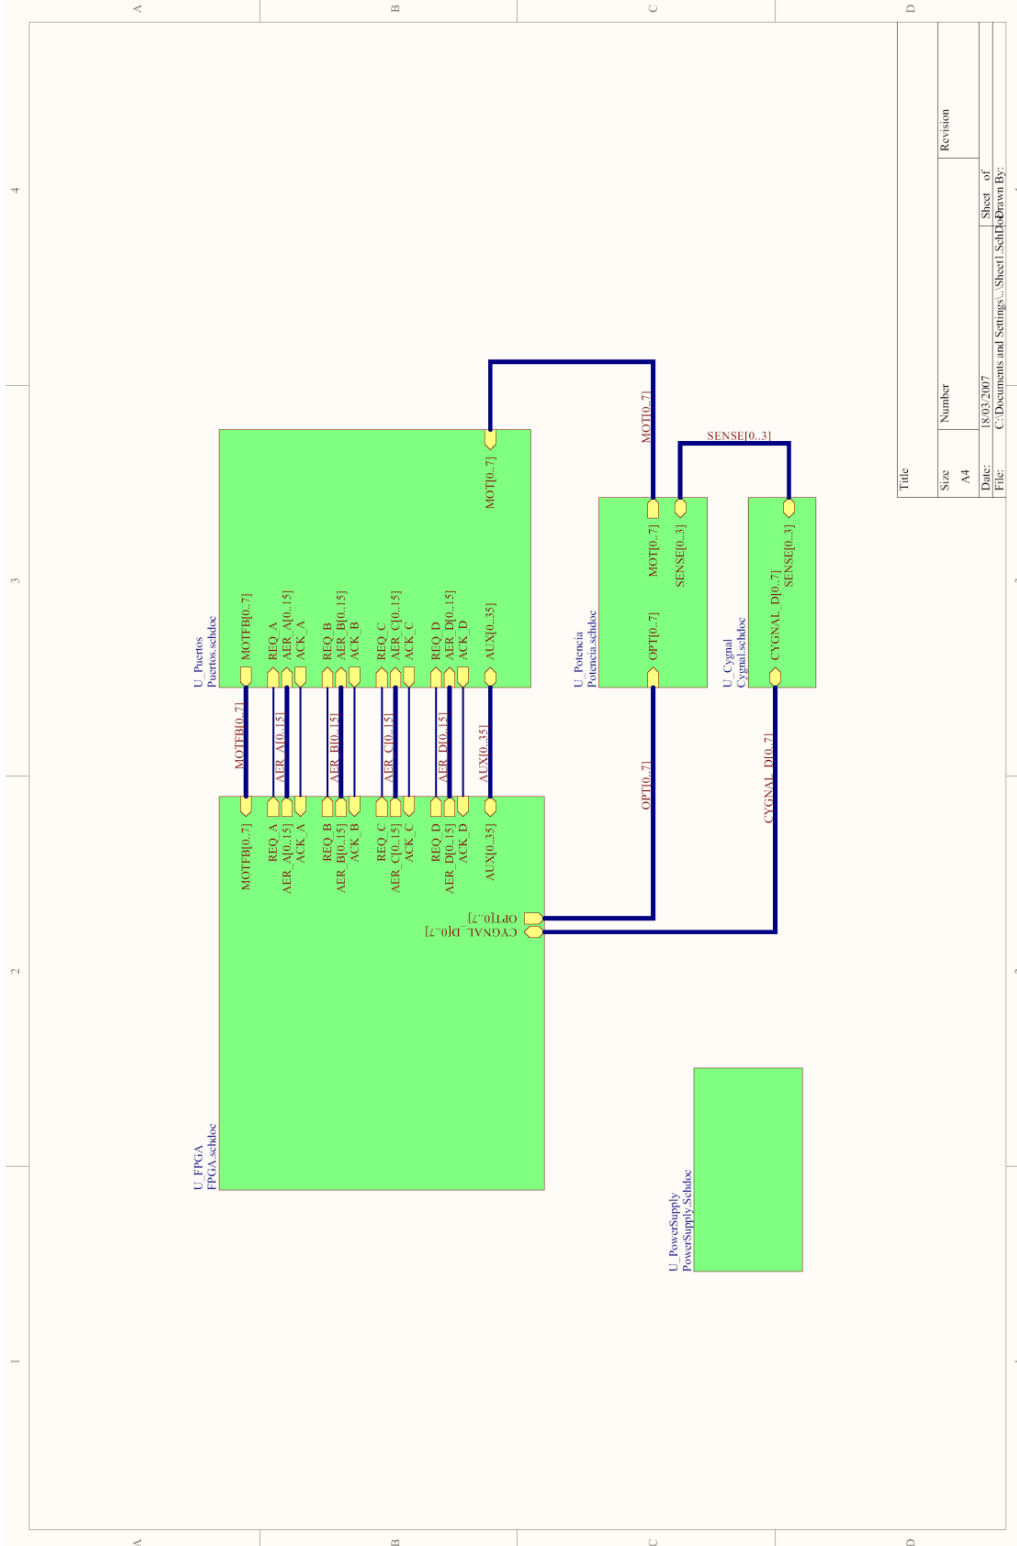 1
2
3
4
A
B
C
D
A
B
C
D
U_FPGA
FPGA.schdoc
MOTFB[0..7]
REQ_A
AER_A[0..15]
ACK_A
REQ_B
AER_B[0..15]
ACK_B
REQ_C
AER_C[0..15]
ACK_C
REQ_D
AER_D[0..15]
ACK_D
AUX[0..35]
OPT[0..7]
CYGNAL_D[0..7]
MOTFB[0..7]
AER_A[0..15]
AER_B[0..15]
AER_C[0..15]
AER_D[0..15]
AUX[0..35]
U_Puertos
Puertos.schdoc
MOTFB[0..7]
REQ_A
AER_A[0..15]
ACK_A
REQ_B
AER_B[0..15]
ACK_B
REQ_C
AER_C[0..15]
ACK_C
REQ_D
AER_D[0..15]
ACK_D
AUX[0..35]
MOT[0..7]
OPT[0..7]
U_Potencia
Potencia.schdoc
OPT[0..7]
MOT[0..7]
SENSE[0..3]
MOT[0..7]
SENSE[0..3]
CYGNAL_D[0..7]
U_Cygnal
Cygnal.schdoc
CYGNAL_D[0..7]
SENSE[0..3]
U_PowerSupply
PowerSupply.Schdoc
Title
Size
A4
Number
Revision
Date:
18/03/2007
Sheet of
File:
C:\Documents and Settings\..\Sheet1.SchDoc
Drawn By: